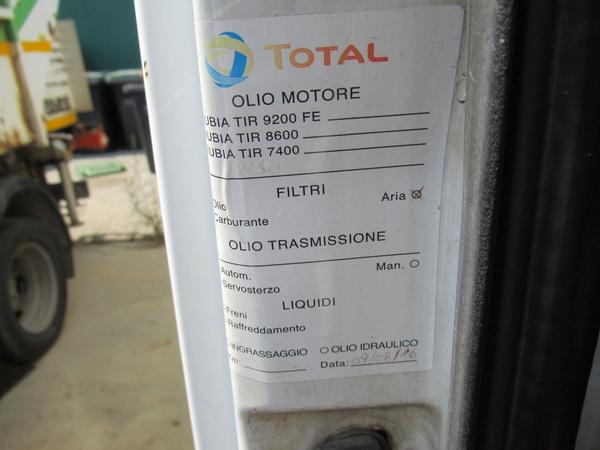 TOTAL
OLIO MOTORE
UBIA TIR 9200 FE
UBIA TIR 8600
UBIA TIR 7400
FILTRI
Olio Aria
Carburante
OLIO TRASMISSIONE
Autom. Man.
Servosterzo
LIQUIDI
Freni
Raffreddamento
INGRASSAGGIO OLIO IDRAULICO
Km: Data: